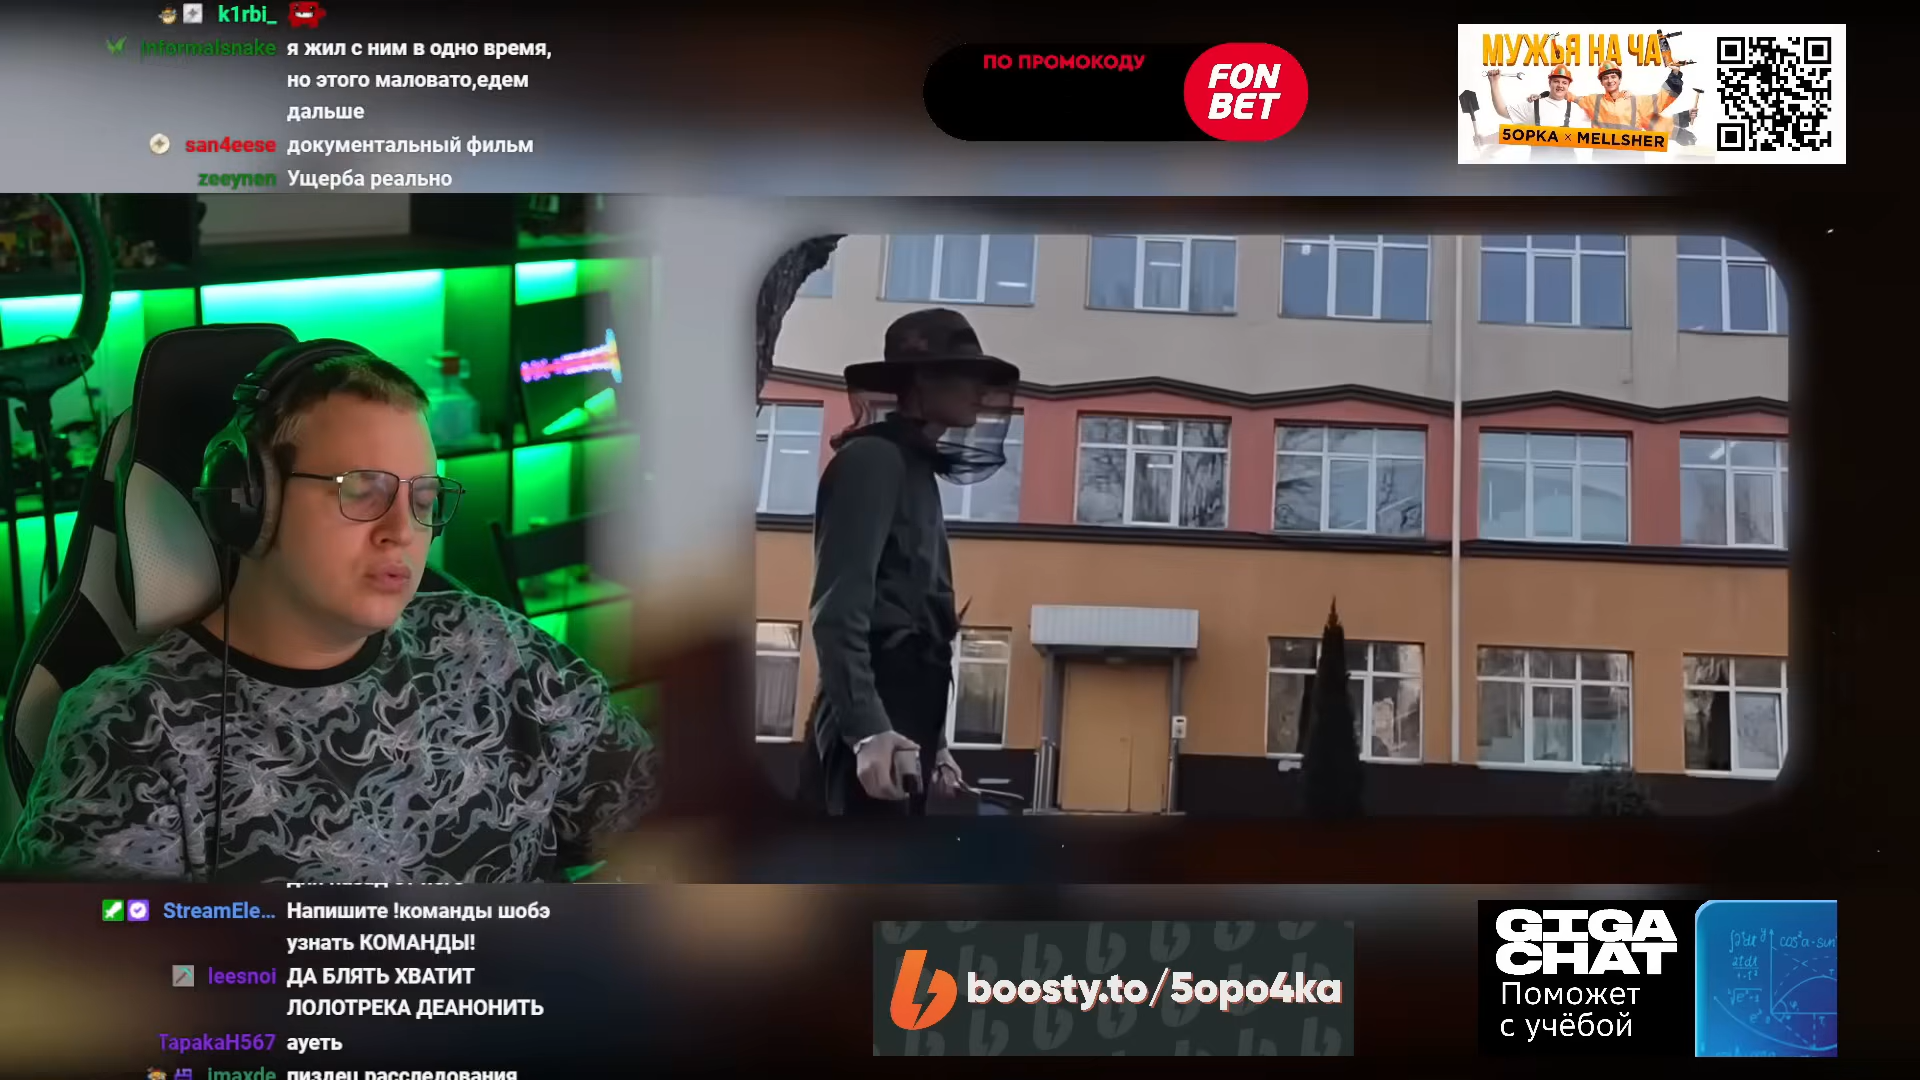 k1rbi_
Informalsnake я жил с ним в одно время,
но этого маловато,едем
дальше
san4eese документальный фильм
zeeynen Ущерба реально
ПО ПРОМОКОДУ
FON
BET
МУЖЬЯ НА ЧА
5OPKA × MELLSHER
StreamEle... Напишите !команды шобэ
узнать КОМАНДЫ!
leesnoi ДА БЛЯТЬ ХВАТИТ
ЛОЛОТРЕКА ДЕАНОНИТЬ
TapakaH567 ауеть
imaxde пиздец расследования
boosty.to/5opo4ka
GIGA
CHAT
Поможет
с учёбой